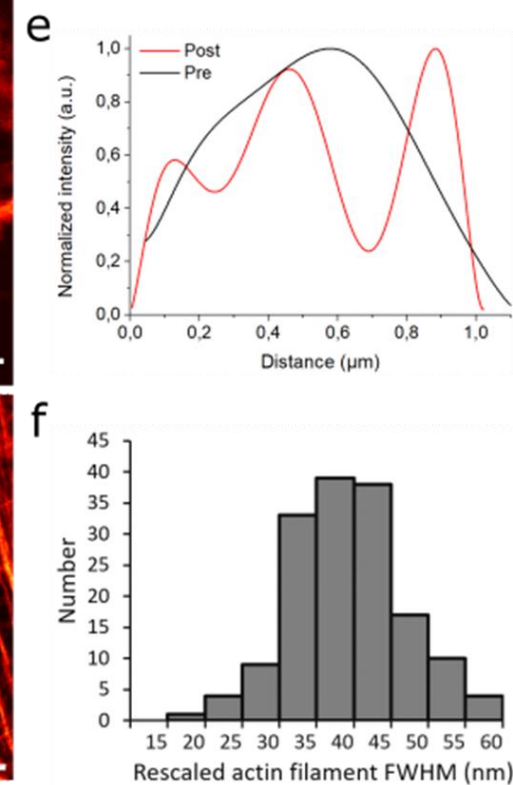 e
Post
Pre
Normalized intensity (a.u.)
1,0
0,8
0,6
0,4
0,2
0,0
0,0 0,2 0,4 0,6 0,8 1,0
Distance (µm)
f
Number
45
40
35
30
25
20
15
10
5
0
15 20 25 30 35 40 45 50 55 60
Rescaled actin filament FWHM (nm)